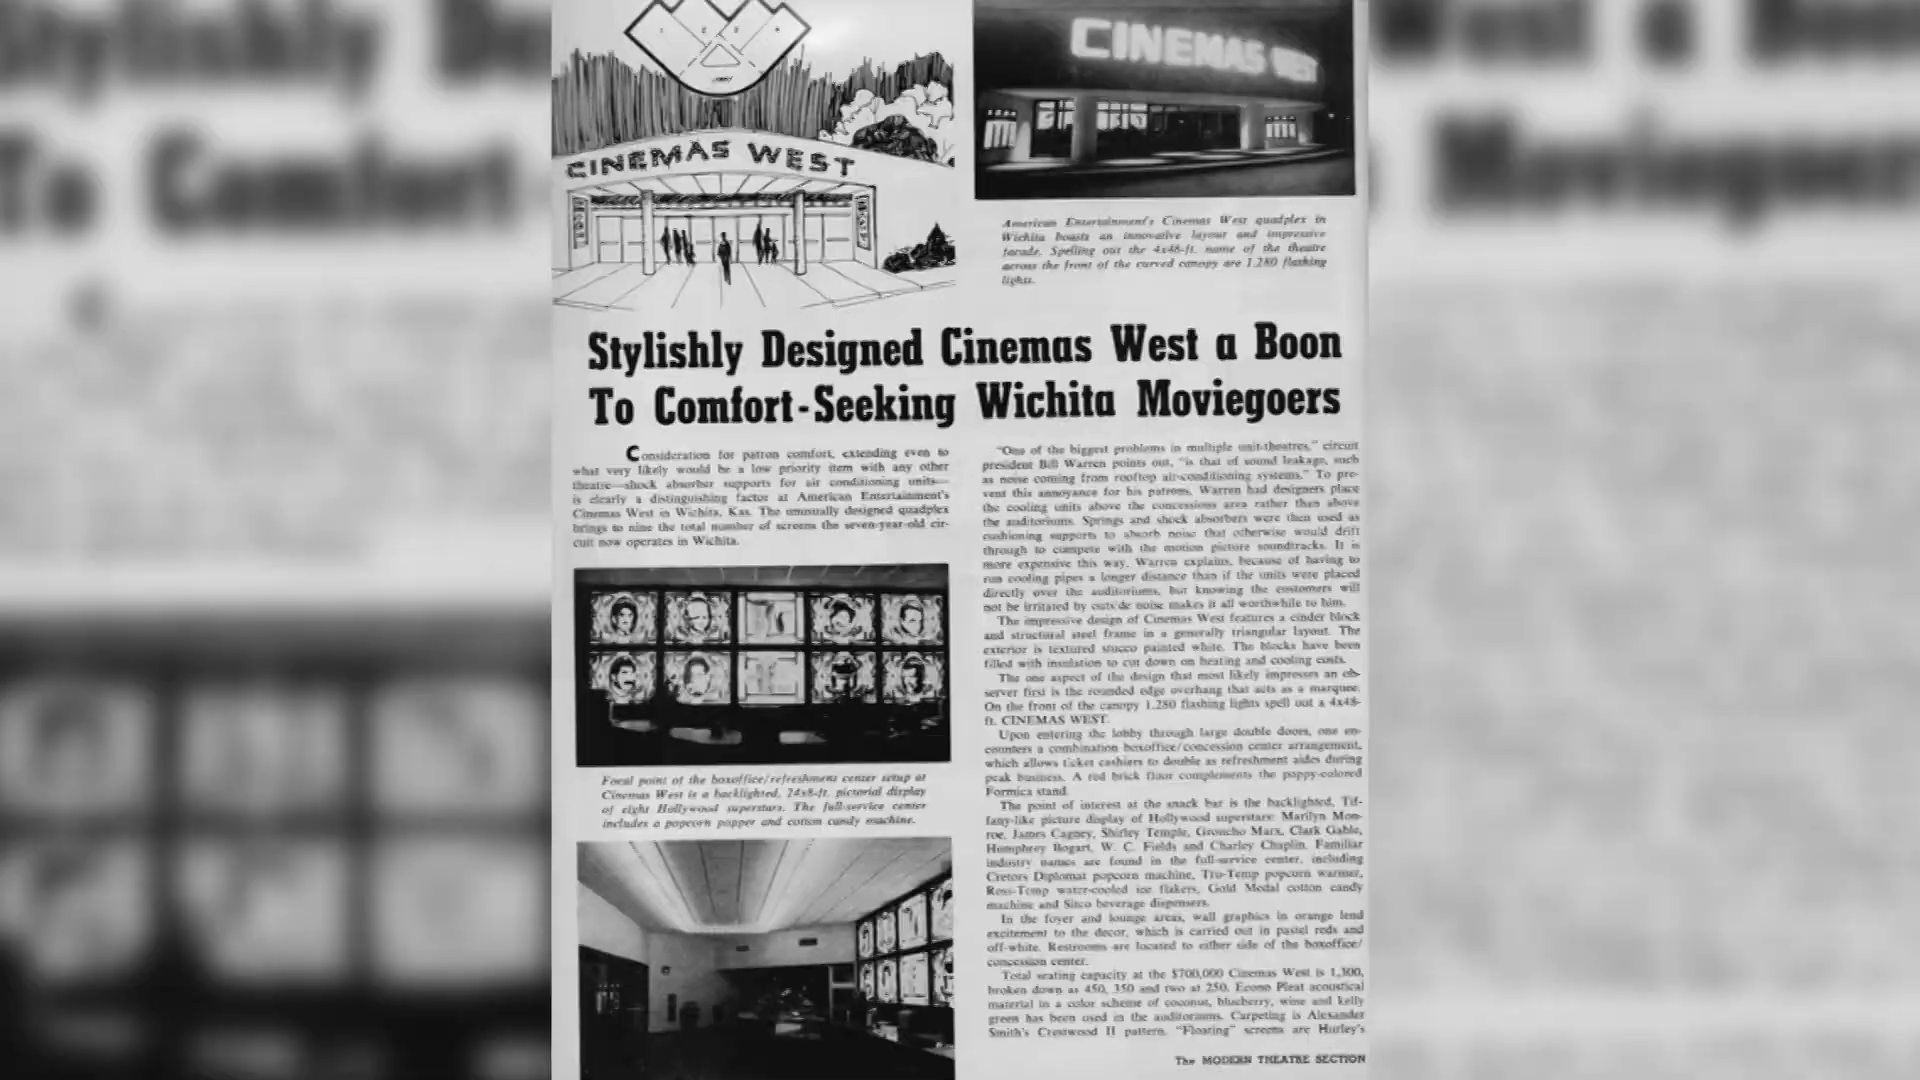 1 2 3 4
LOBBY
CINEMAS WEST
CINEMAS WEST
American Entertainment's Cinemas West quadplex in
Wichita boasts an innovative layout and impressive
facade. Spelling out the 4x48-ft. name of the theatre
across the front of the curved canopy are 1,280 flashing
lights.
Stylishly Designed Cinemas West a Boon
To Comfort-Seeking Wichita Moviegoers
Consideration for patron comfort, extending even to
what very likely would be a low priority item with any other
theatre—shock absorber supports for air conditioning units—
is clearly a distinguishing factor at American Entertainment's
Cinemas West in Wichita, Kas. The unusually designed quadplex
brings to nine the total number of screens the seven-year-old cir-
cuit now operates in Wichita.
Focal point of the boxoffice/refreshment center setup at
Cinemas West is a backlighted, 24x8-ft. pictorial display
of eight Hollywood superstars. The full-service center
includes a popcorn popper and cotton candy machine.
"One of the biggest problems in multiple unit-theatres," circuit
president Bill Warren points out, "is that of sound leakage, such
as noise coming from rooftop air-conditioning systems." To pre-
vent this annoyance for his patrons, Warren had designers place
the cooling units above the concessions area rather than above
the auditoriums. Springs and shock absorbers were then used as
cushioning supports to absorb noise that otherwise would drift
through to compete with the motion picture soundtracks. It is
more expensive this way, Warren explains, because of having to
run cooling pipes a longer distance than if the units were placed
directly over the auditoriums, but knowing the customers will
not be irritated by outside noise makes it all worthwhile to him.
The impressive design of Cinemas West features a cinder block
and structural steel frame in a generally triangular layout. The
exterior is textured stucco painted white. The blocks have been
filled with insulation to cut down on heating and cooling costs.
The one aspect of the design that most likely impresses an ob-
server first is the rounded edge overhang that acts as a marquee.
On the front of the canopy 1,280 flashing lights spell out a 4x48-
ft. CINEMAS WEST.
Upon entering the lobby through large double doors, one en-
counters a combination boxoffice/concession center arrangement,
which allows ticket cashiers to double as refreshment aides during
peak business. A red brick floor complements the poppy-colored
Formica stand.
The point of interest at the snack bar is the backlighted, Tif-
fany-like picture display of Hollywood superstars: Marilyn Mon-
roe, James Cagney, Shirley Temple, Groucho Marx, Clark Gable,
Humphrey Bogart, W. C. Fields and Charley Chaplin. Familiar
industry names are found in the full-service center, including
Cretors Diplomat popcorn machine, Tru-Temp popcorn warmer,
Ross-Temp water-cooled ice flakers, Gold Medal cotton candy
machine and Sitco beverage dispensers.
In the foyer and lounge areas, wall graphics in orange lend
excitement to the decor, which is carried out in pastel reds and
off-white. Restrooms are located to either side of the boxoffice/
concession center.
Total seating capacity at the $700,000 Cinemas West is 1,300,
broken down as 450, 350 and two at 250. Econo Pleat acoustical
material in a color scheme of coconut, blueberry, wine and kelly
green has been used in the auditoriums. Carpeting is Alexander
Smith's Crestwood II pattern. "Floating" screens are Hurley's
The MODERN THEATRE SECTION